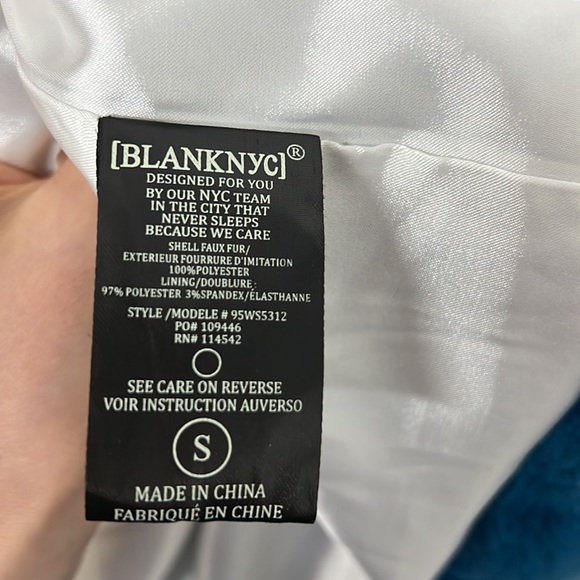 [BLANKNYC]®
DESIGNED FOR YOU
BY OUR NYC TEAM
IN THE CITY THAT
NEVER SLEEPS
BECAUSE WE CARE
SHELL FAUX FUR/
EXTERIEUR FOURRURE D'IMITATION
100%POLYESTER
LINING/DOUBLURE:
97% POLYESTER 3%SPANDEX/ÉLASTHANNE
STYLE /MODELE # 95WS5312
PO# 109446
RN# 114542
SEE CARE ON REVERSE
VOIR INSTRUCTION AUVERSO
S
MADE IN CHINA
FABRIQUÉ EN CHINE